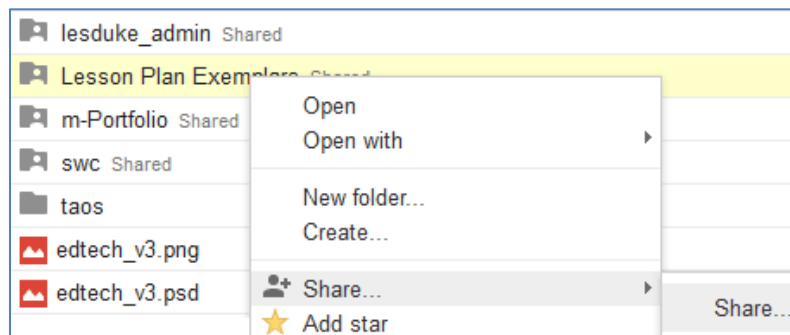 lesduke_admin Shared
Lesson Plan Exemplars Shared
m-Portfolio Shared
swc Shared
taos
edtech_v3.png
edtech_v3.psd
Open
Open with
New folder...
Create...
Share...
Add star
Share...